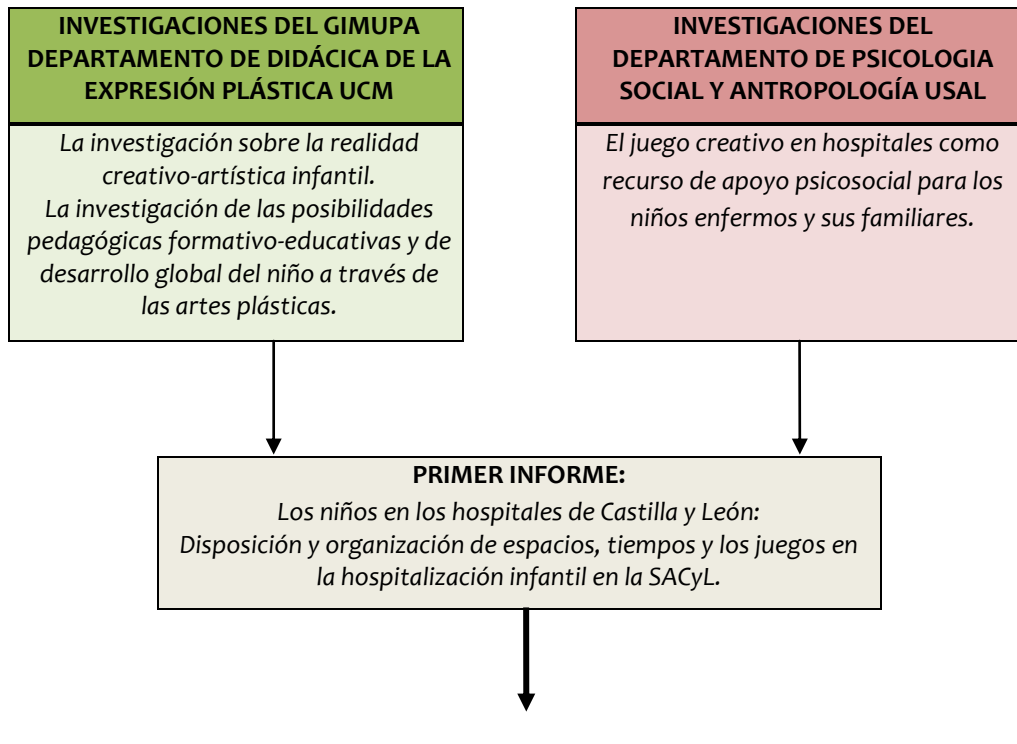 INVESTIGACIONES DEL GIMUPA
DEPARTAMENTO DE DIDÁCICA DE LA
EXPRESIÓN PLÁSTICA UCM
La investigación sobre la realidad
creativo-artística infantil.
La investigación de las posibilidades
pedagógicas formativo-educativas y de
desarrollo global del niño a través de
las artes plásticas.
INVESTIGACIONES DEL
DEPARTAMENTO DE PSICOLOGIA
SOCIAL Y ANTROPOLOGÍA USAL
El juego creativo en hospitales como
recurso de apoyo psicosocial para los
niños enfermos y sus familiares.
PRIMER INFORME:
Los niños en los hospitales de Castilla y León:
Disposición y organización de espacios, tiempos y los juegos en
la hospitalización infantil en la SACyL.